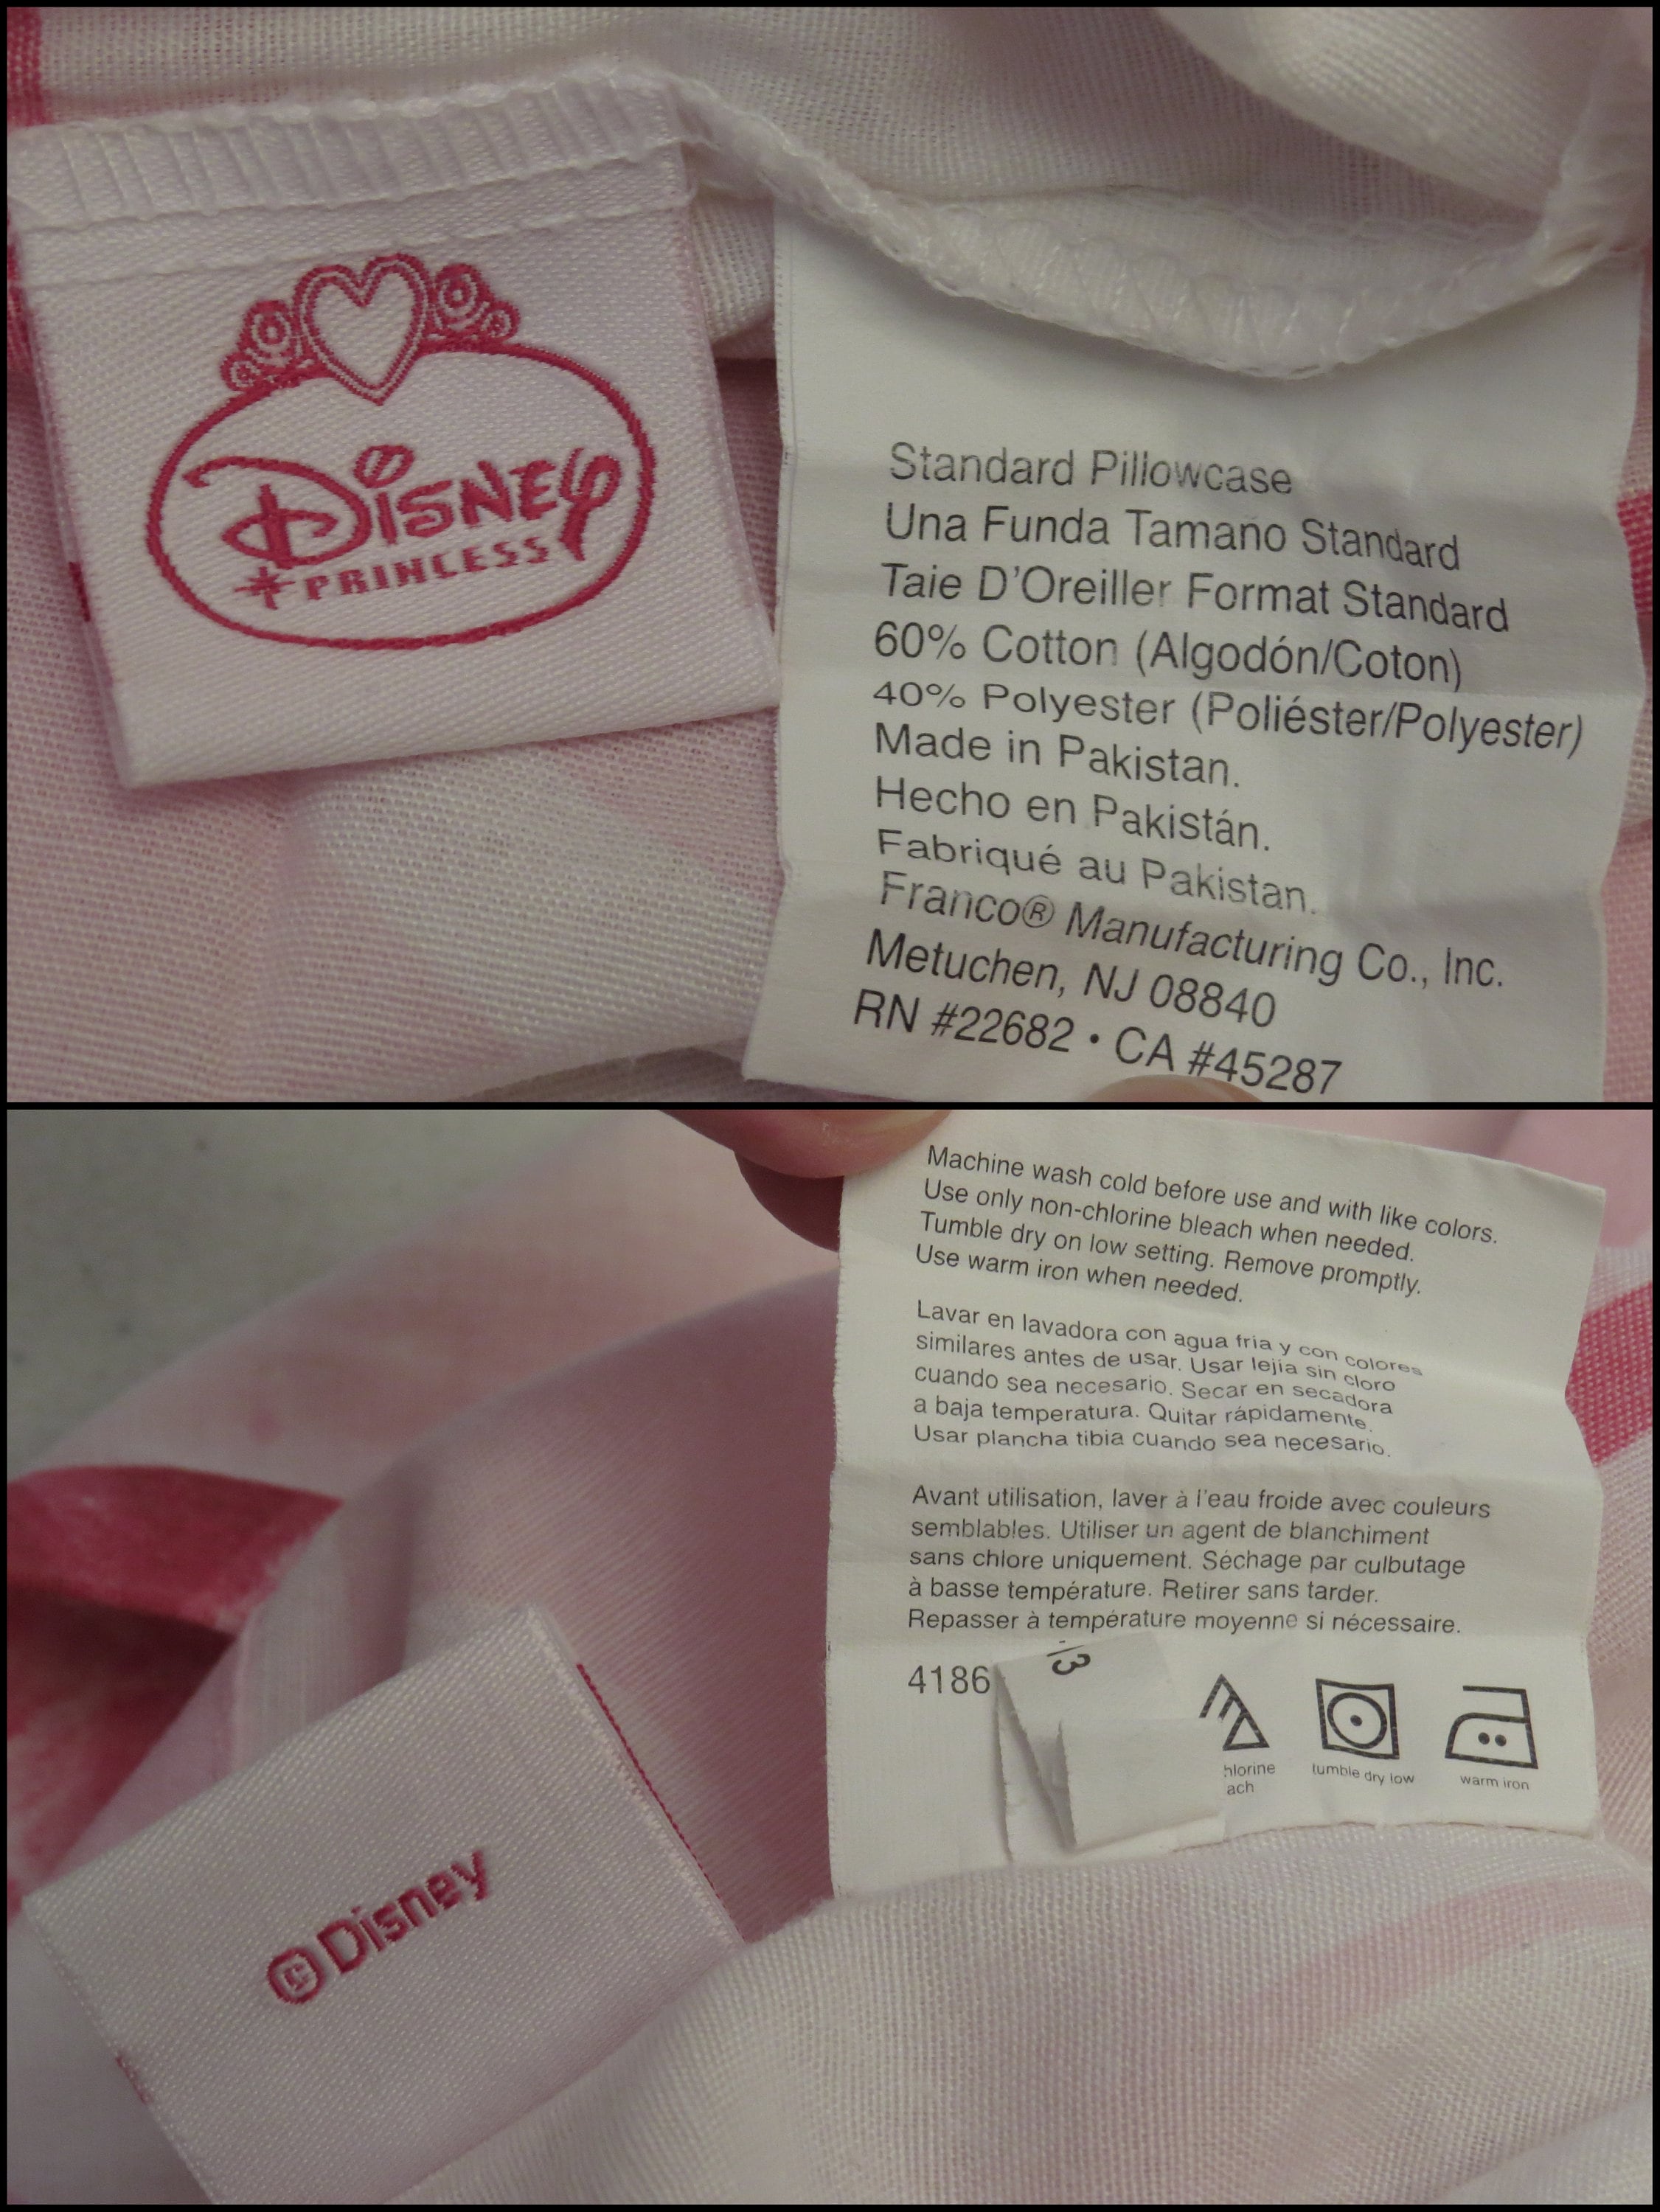 Disney
PRINCESS
Standard Pillowcase
Una Funda Tamano Standard
Taie D'Oreiller Format Standard
60% Cotton (Algodón/Coton)
40% Polyester (Poliéster/Polyester)
Made in Pakistan.
Hecho en Pakistán.
Fabriqué au Pakistan.
Franco® Manufacturing Co., Inc.
Metuchen, NJ 08840
RN #22682 • CA #45287
Machine wash cold before use and with like colors.
Use only non-chlorine bleach when needed.
Tumble dry on low setting. Remove promptly.
Use warm iron when needed.
Lavar en lavadora con agua fria y con colores
similares antes de usar. Usar lejia sin cloro
cuando sea necesario. Secar en secadora
a baja temperatura. Quitar rápidamente.
Usar plancha tibia cuando sea necesario.
Avant utilisation, laver à l'eau froide avec couleurs
semblables. Utiliser un agent de blanchiment
sans chlore uniquement. Séchage par culbutage
à basse température. Retirer sans tarder.
Repasser à température moyenne si nécessaire.
4186
hlorine
ach
tumble dry low
warm iron
©Disney